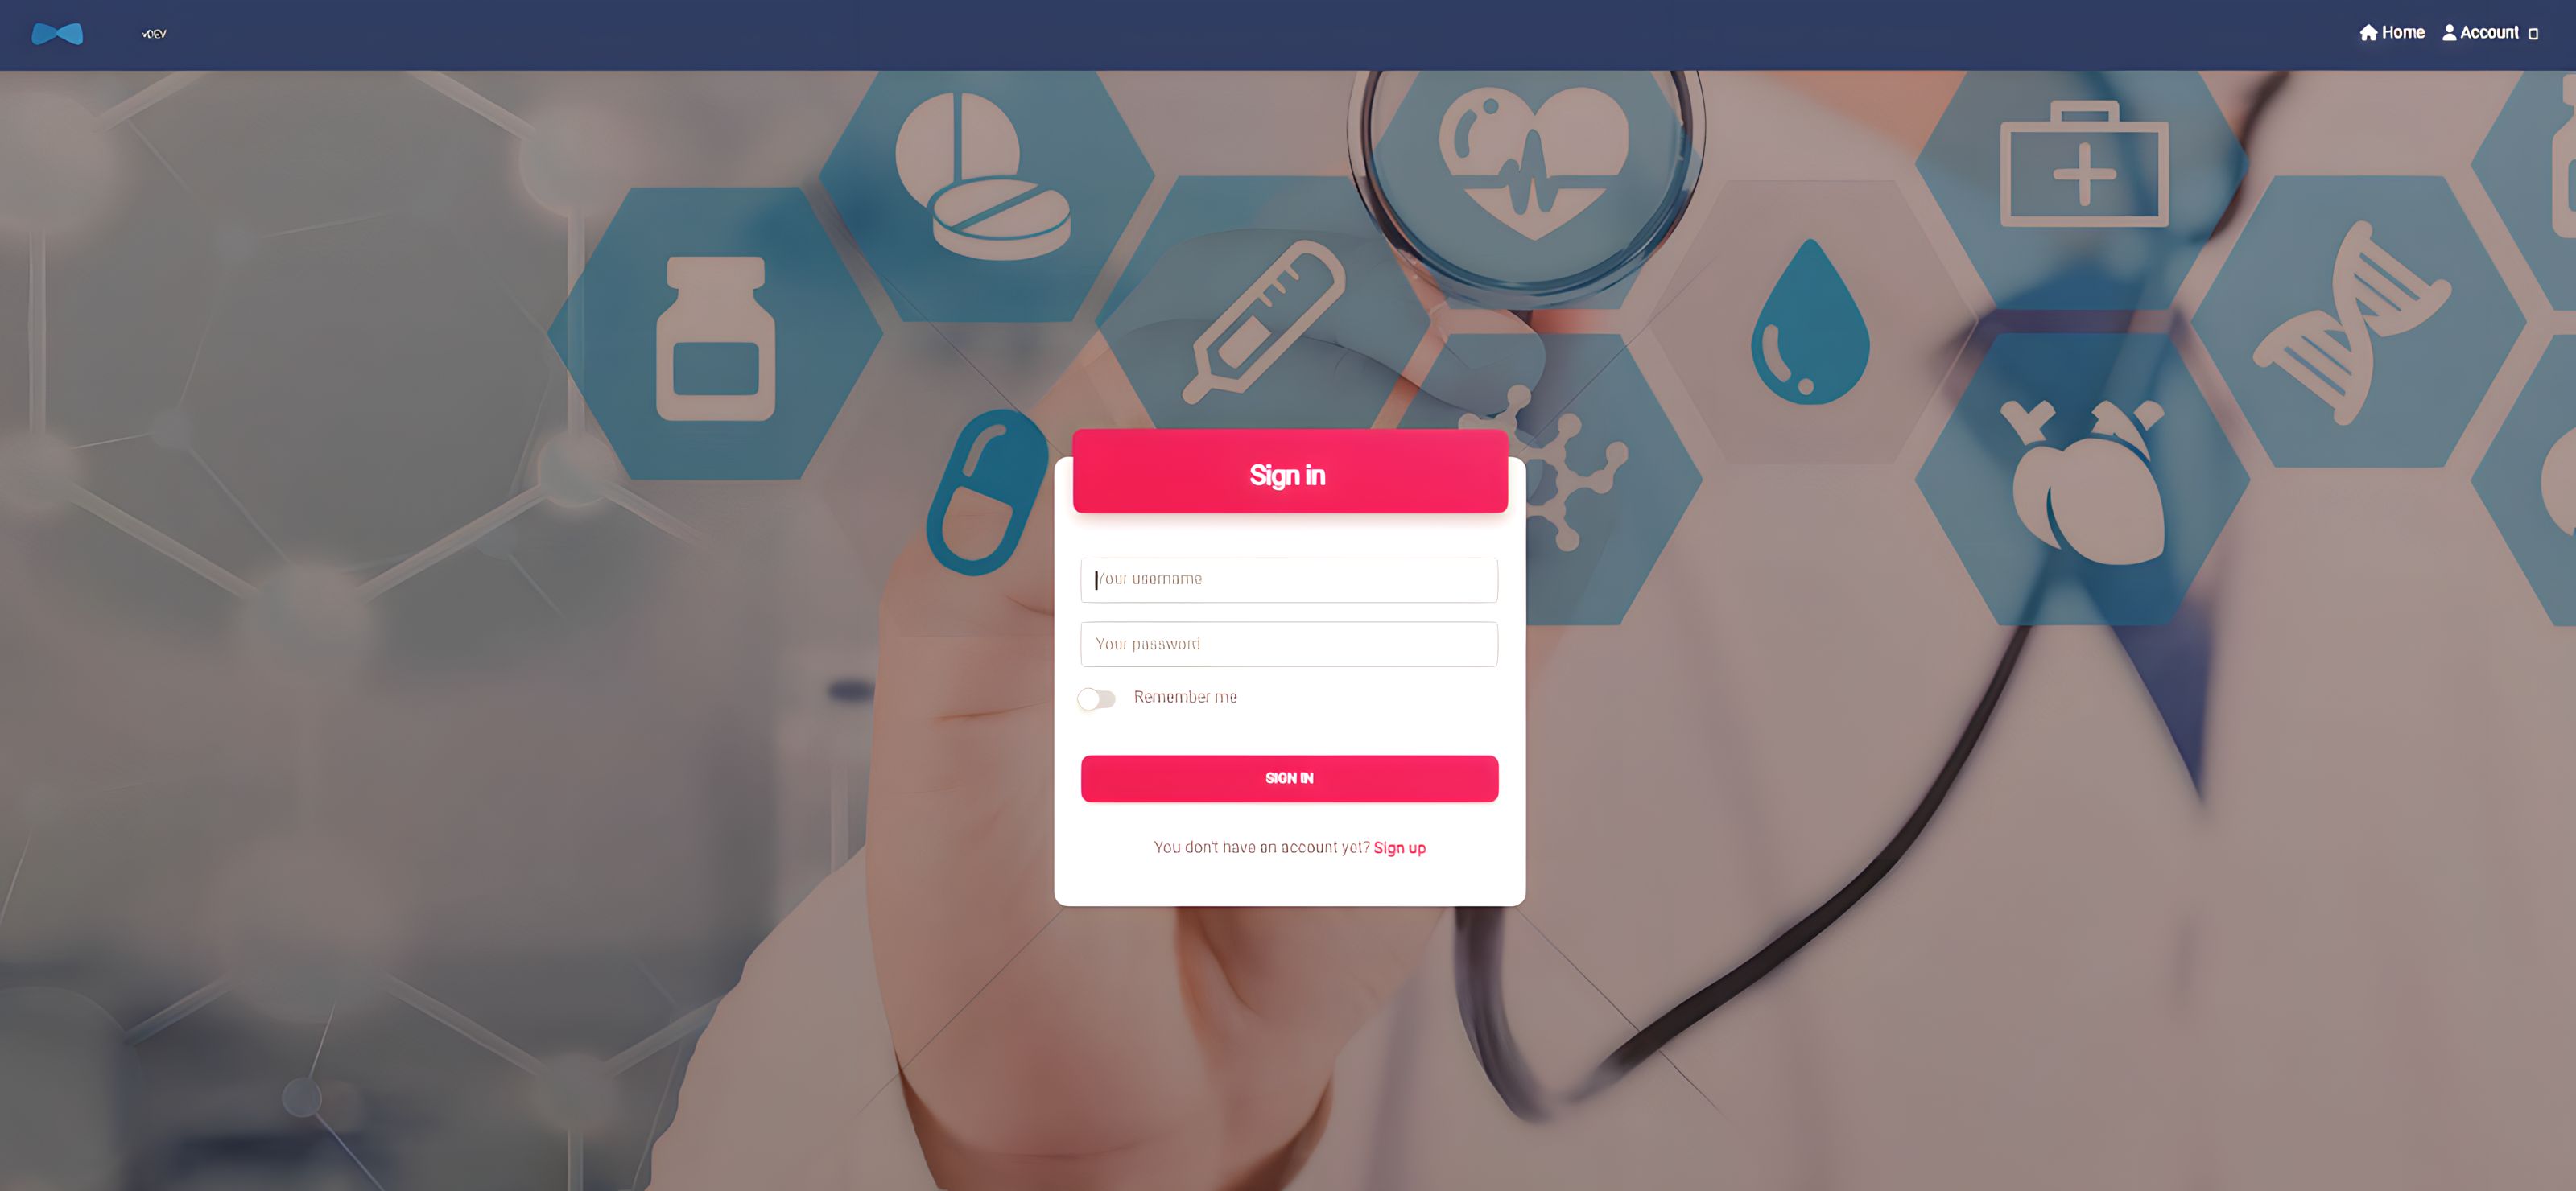 vDEV
Home Account
Sign in
Your username
Your password
Remember me
SIGN IN
You don't have an account yet? Sign up